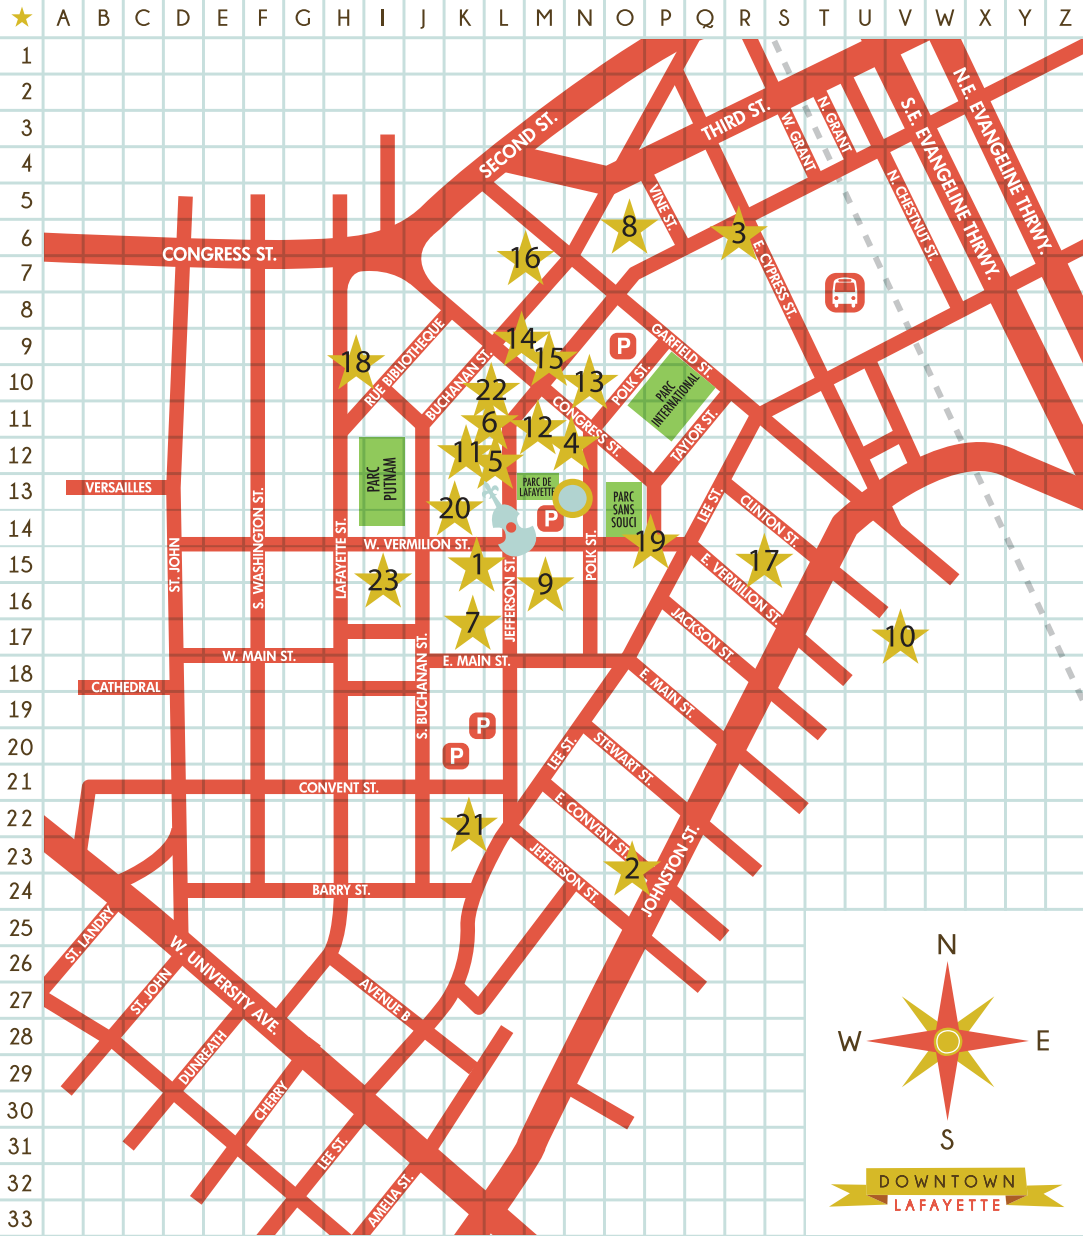 A B C D E F G H I J K L M N O P Q R S T U V W X Y Z
1
2
3
4
5
6
7
8
9
10
11
12
13
14
15
16
17
18
19
20
21
22
23
24
25
26
27
28
29
30
31
32
33
SECOND ST.
THIRD ST.
W. GRANT
N. GRANT
S.E. EVANGELINE THRWY.
N.E. EVANGELINE THRWY.
N. CHESTNUT ST.
VINE ST.
E. CYPRESS ST.
CONGRESS ST.
8
3
16
14
15
18
13
22
6
12
4
11
5
20
19
1
23
9
17
7
10
21
2
P
GARFIELD ST.
RUE BIBLIOTHEQUE
BUCHANAN ST.
POLK ST.
PARC
INTERNATIONAL
TAYLOR ST.
CONGRESS ST.
PARC
PUTNAM
PARC DE
LAFAYETTE
PARC
SANS
SOUCI
P
VERSAILLES
LEE ST.
CLINTON ST.
W. VERMILION ST.
E. VERMILION ST.
ST. JOHN
S. WASHINGTON ST.
LAFAYETTE ST.
JEFFERSON ST.
POLK ST.
JACKSON ST.
W. MAIN ST.
E. MAIN ST.
E. MAIN ST.
CATHEDRAL
S. BUCHANAN ST.
P
P
LEE ST.
STEWART ST.
CONVENT ST.
E. CONVENT ST.
JEFFERSON ST.
JOHNSTON ST.
BARRY ST.
ST. LANDRY
W. UNIVERSITY AVE.
ST. JOHN
AVENUE B
DUNREATH
CHERRY
LEE ST.
AMELIA ST.
N
W
E
S
DOWNTOWN
LAFAYETTE